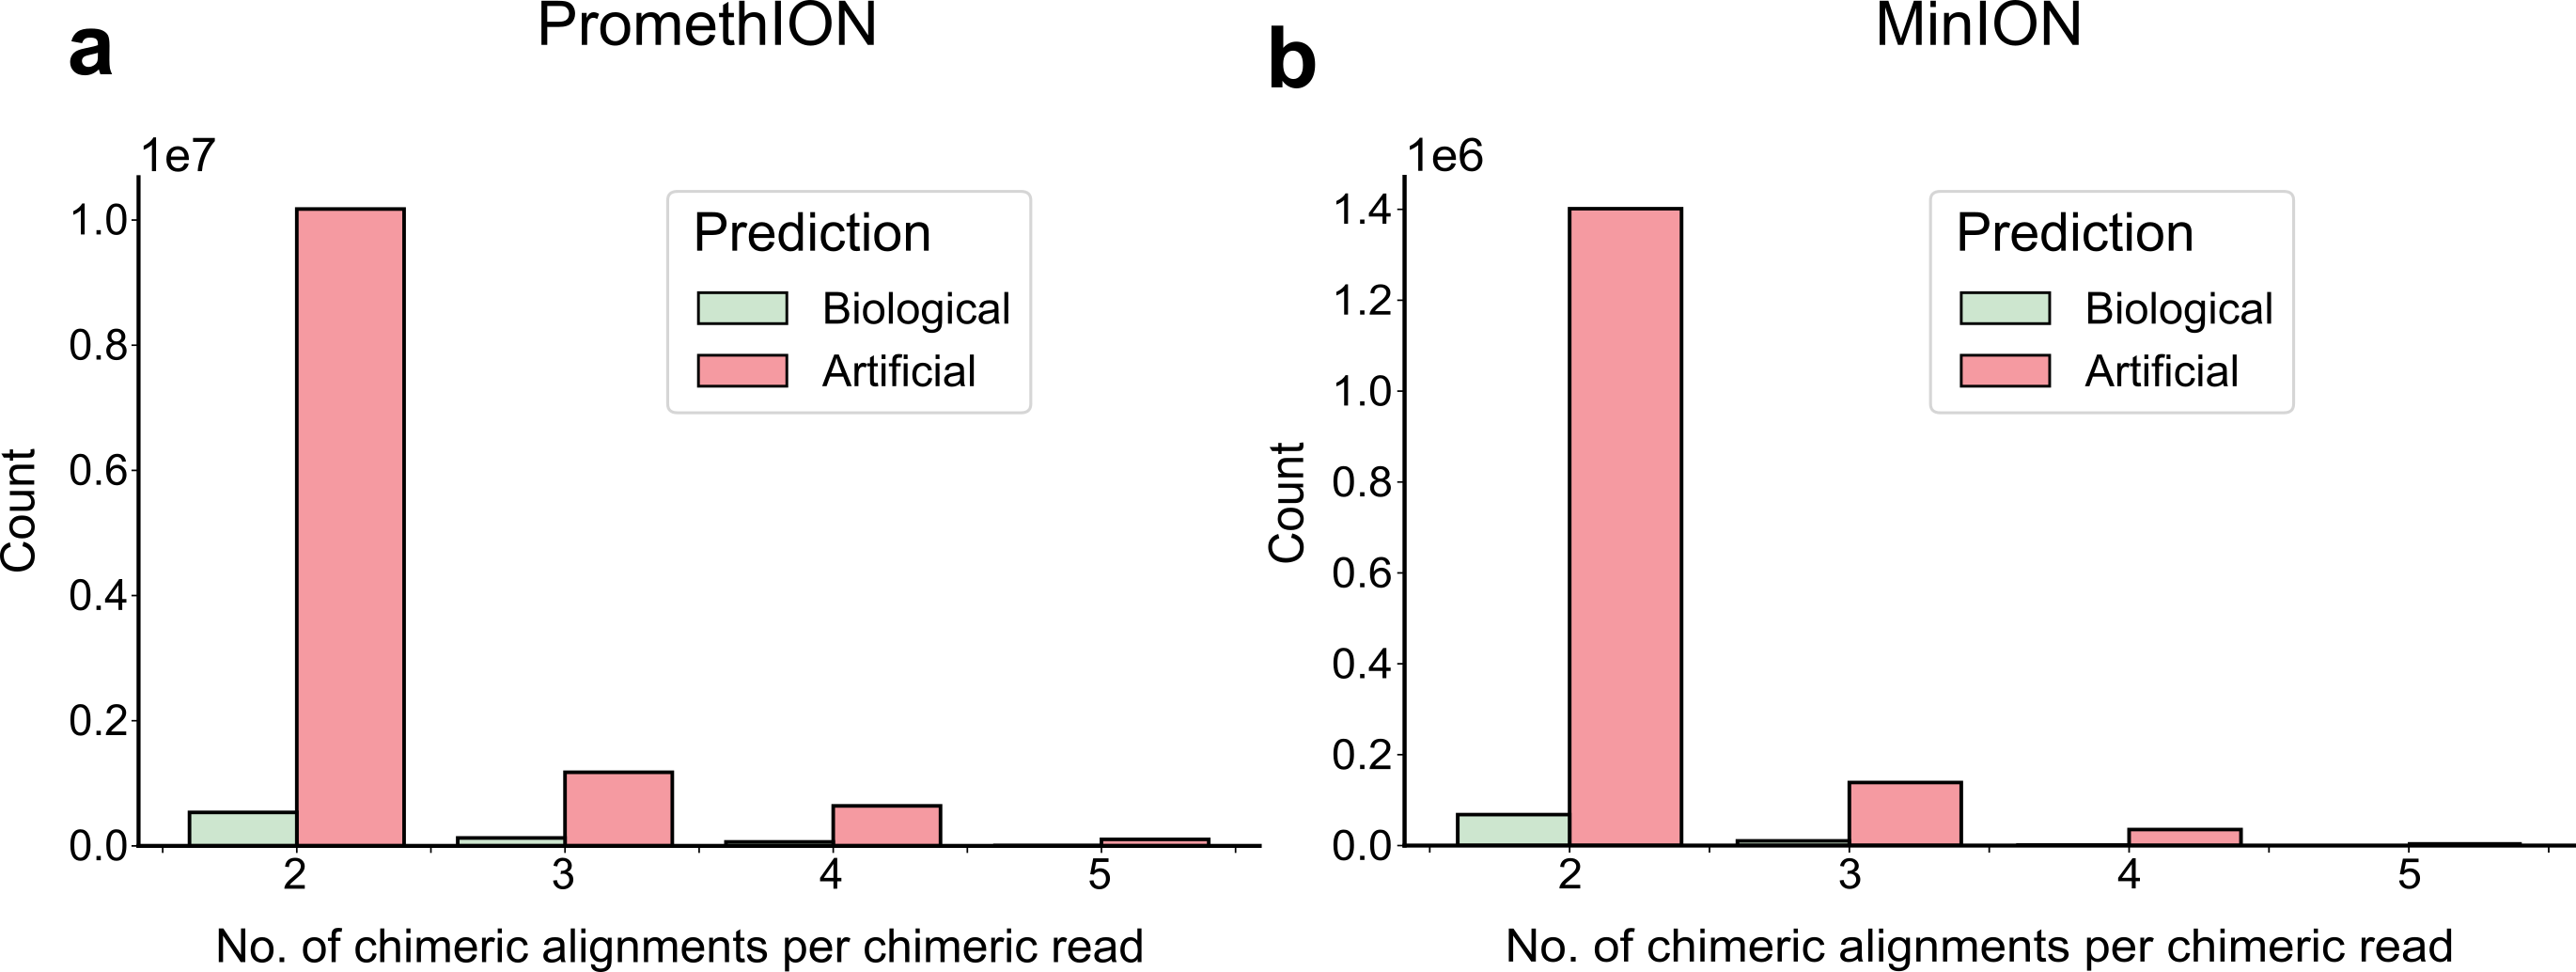 a
PromethION
1e7
1.0
0.8
0.6
0.4
0.2
0.0
Count
Prediction
Biological
Artificial
2 3 4 5
No. of chimeric alignments per chimeric read
b
MinION
1e6
1.4
1.2
1.0
0.8
0.6
0.4
0.2
0.0
Count
Prediction
Biological
Artificial
2 3 4 5
No. of chimeric alignments per chimeric read